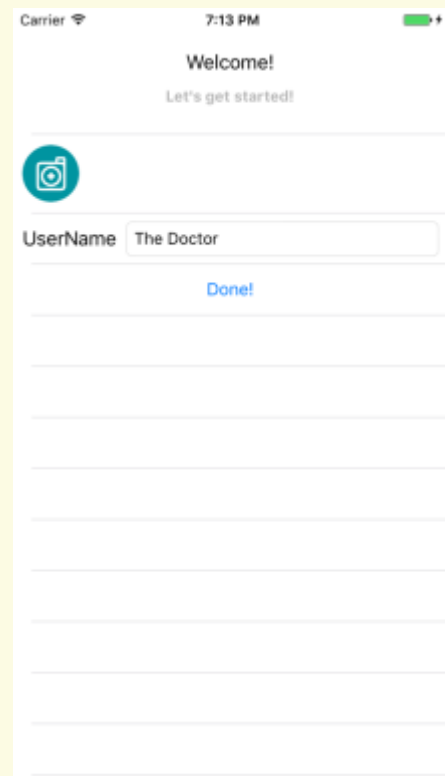 Carrier 7:13 PM
Welcome!
Let's get started!
UserName The Doctor
Done!